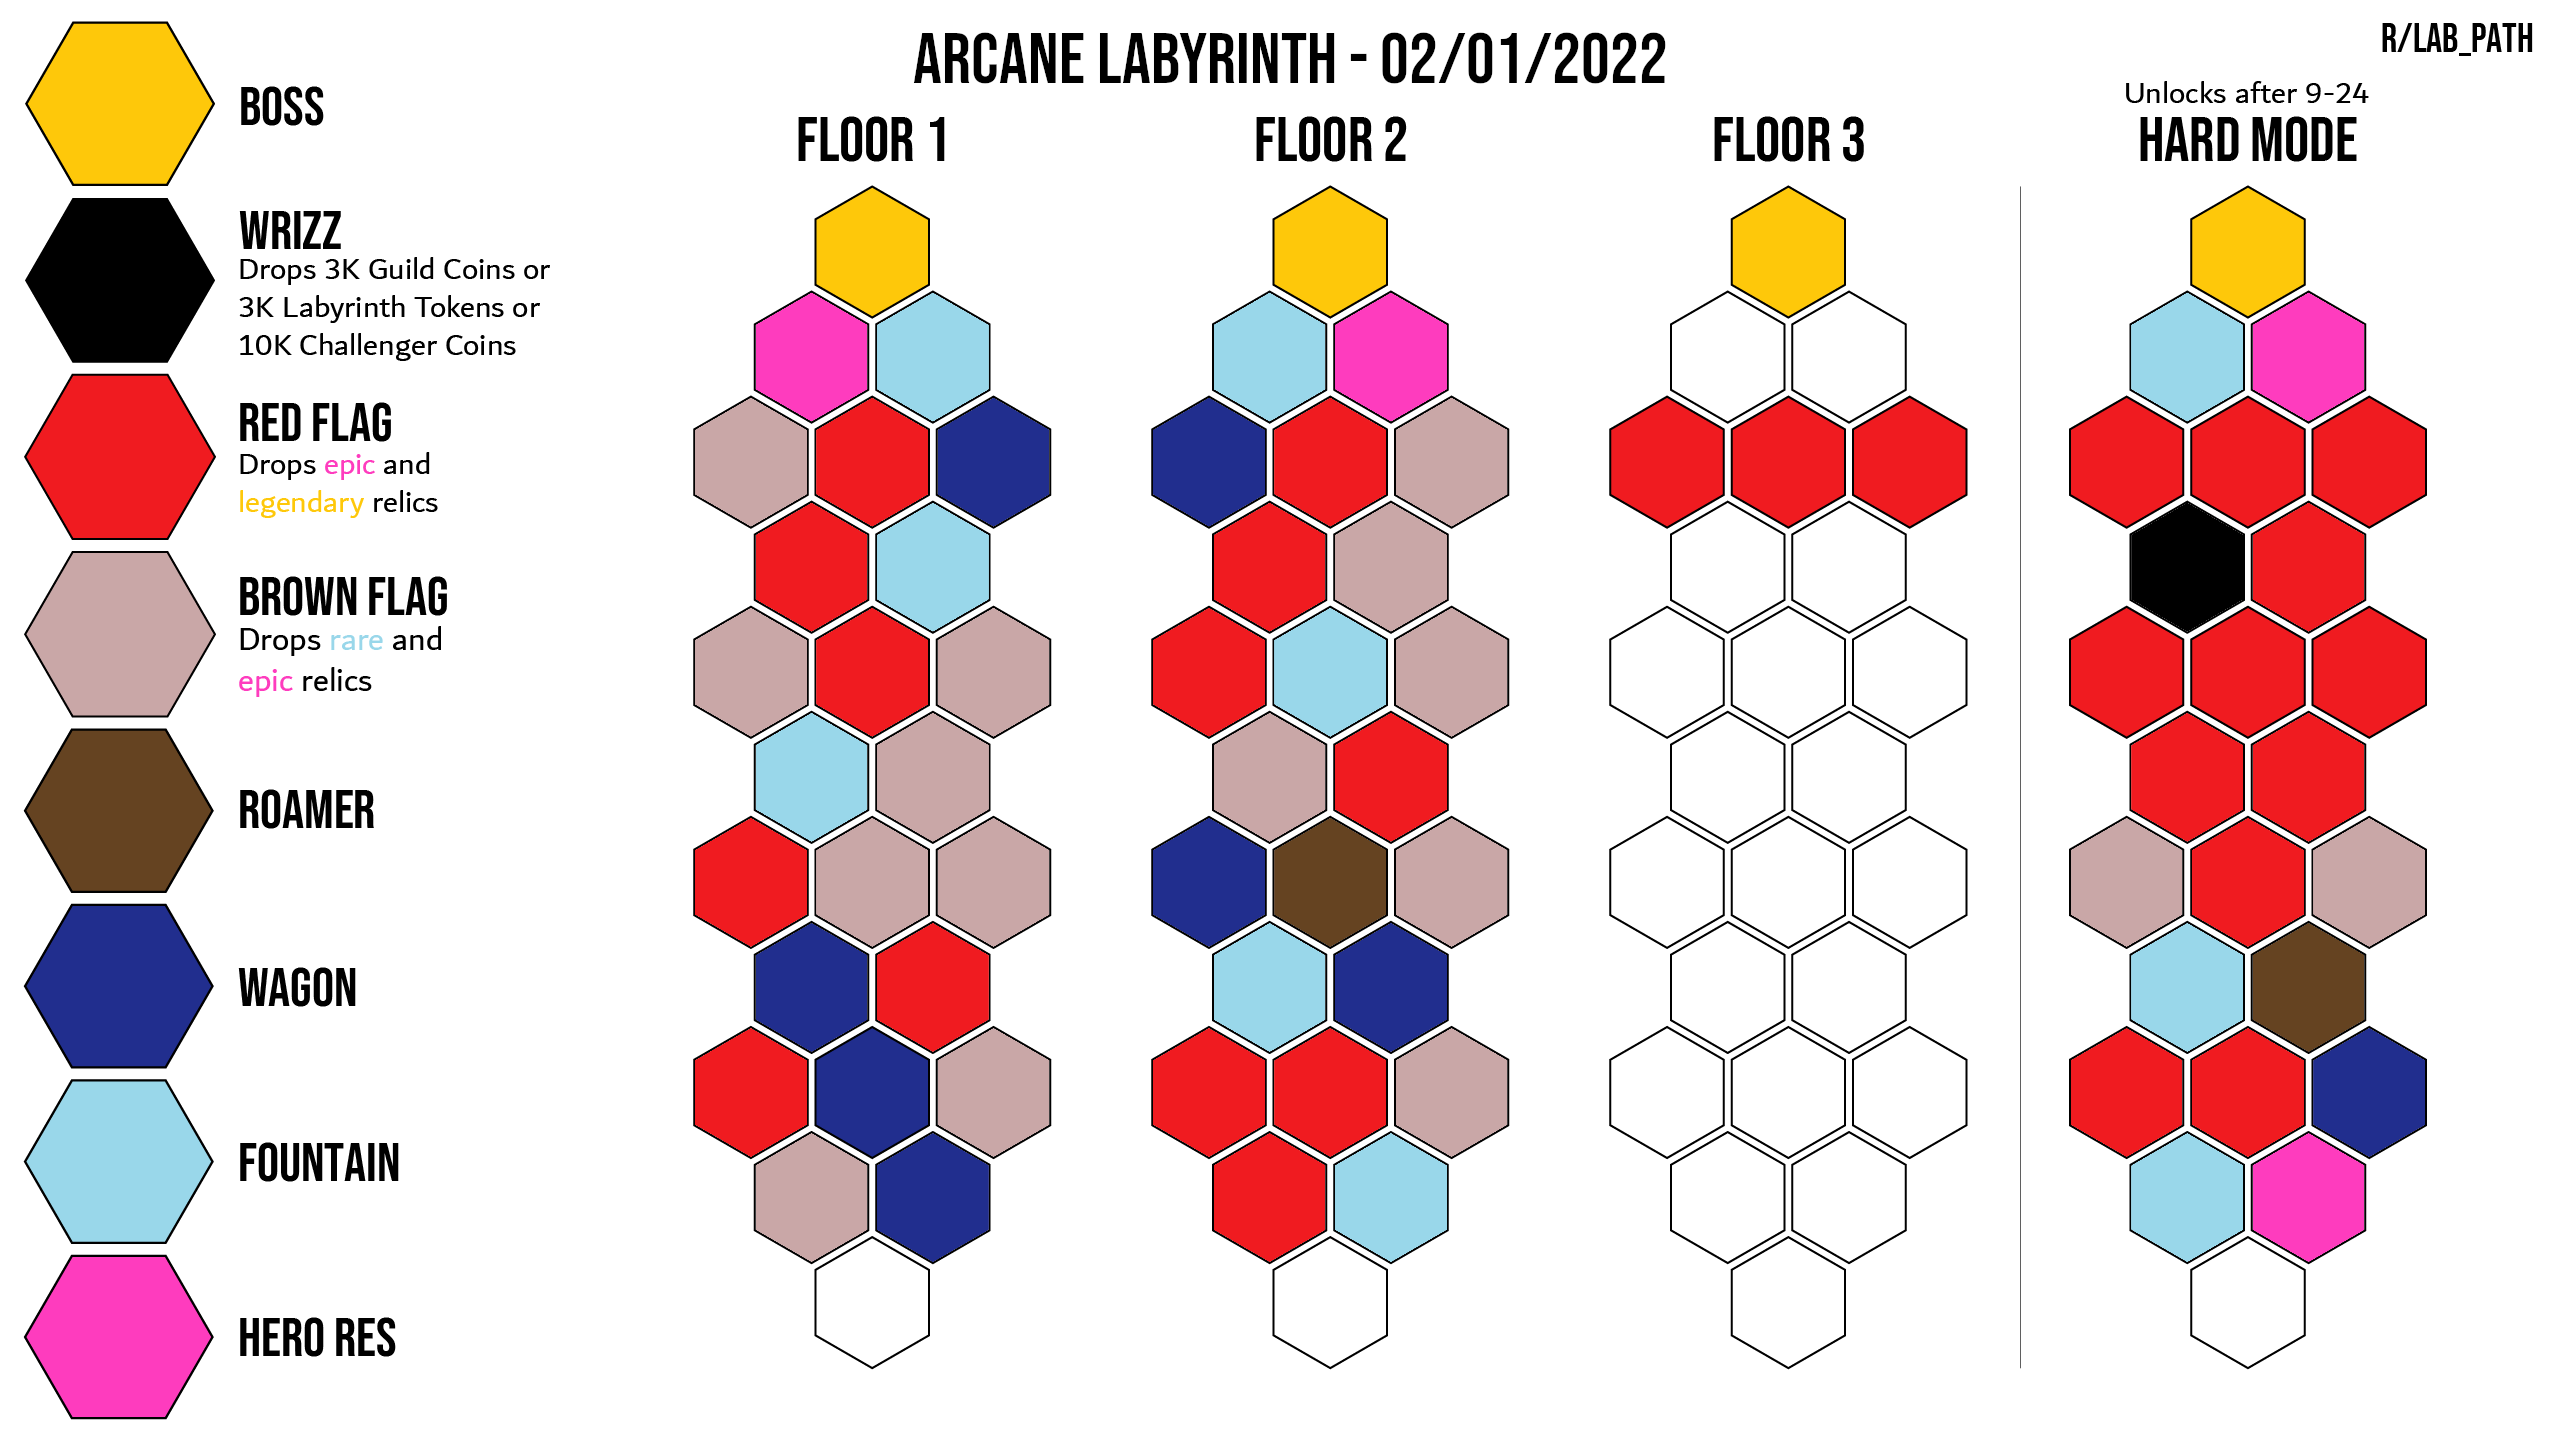 ARCANE LABYRINTH - 02/01/2022
R/LAB_PATH
BOSS
WRIZZ
Drops 3K Guild Coins or
3K Labyrinth Tokens or
10K Challenger Coins
RED FLAG
Drops epic and
legendary relics
BROWN FLAG
Drops rare and
epic relics
ROAMER
WAGON
FOUNTAIN
HERO RES
FLOOR 1
FLOOR 2
FLOOR 3
Unlocks after 9-24
HARD MODE